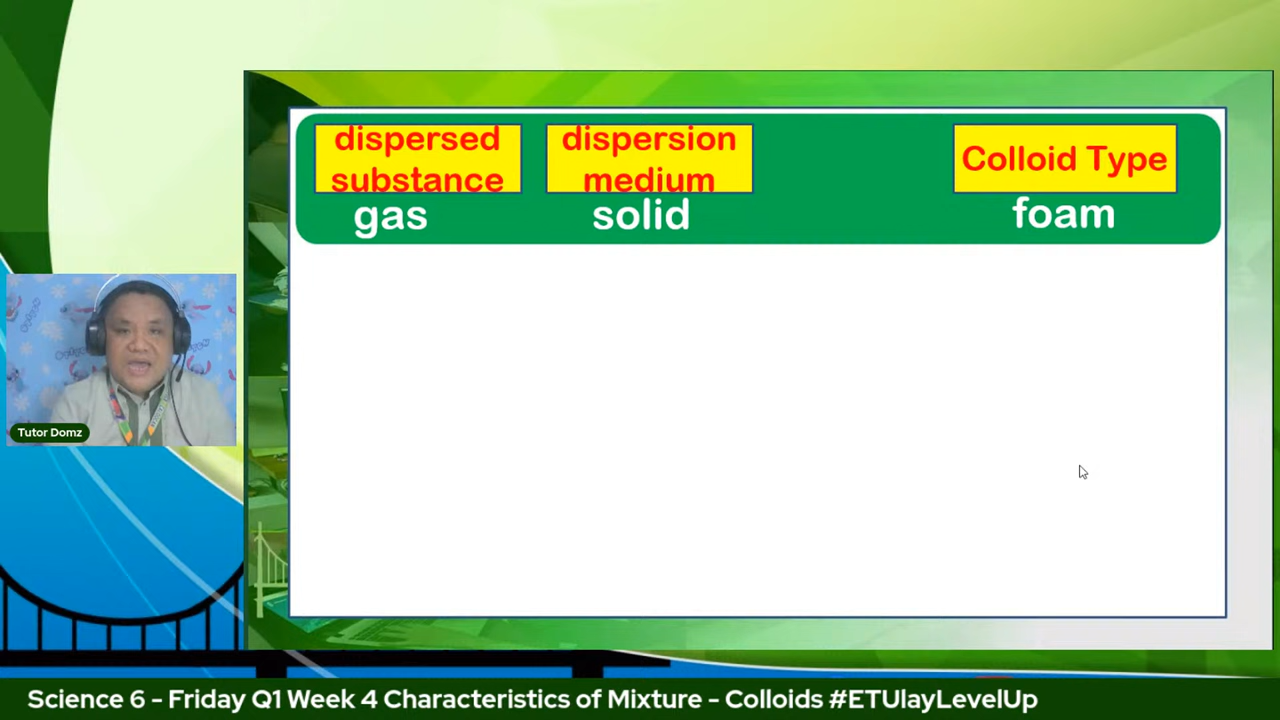 dispersed
substance
dispersion
medium
Colloid Type
gas
solid
foam
Tutor Domz
Science 6 - Friday Q1 Week 4 Characteristics of Mixture - Colloids #ETUlayLevelUp